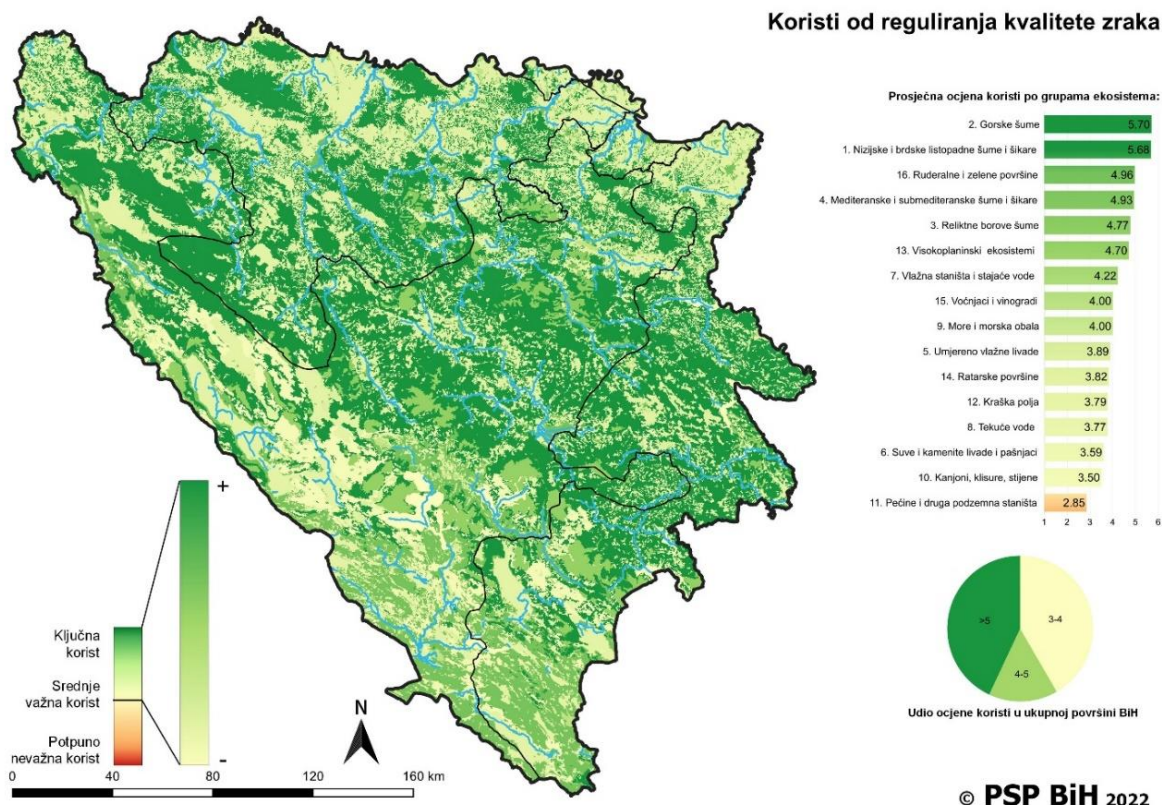 Koristi od reguliranja kvalitete zraka
Prosječna ocjena koristi po grupama ekosistema:
2. Gorske šume 5.70
1. Nizijske i brdske listopadne šume i šikare 5.68
16. Ruderalne i zelene površine 4.96
4. Mediteranske i submediteranske šume i šikare 4.93
3. Reliktne borove šume 4.77
13. Visokoplaninski ekosistemi 4.70
7. Vlažna staništa i stajaće vode 4.22
15. Voćnjaci i vinogradi 4.00
9. More i morska obala 4.00
5. Umjereno vlažne livade 3.89
14. Ratarske površine 3.82
12. Kraška polja 3.79
8. Tekuće vode 3.77
6. Suve i kamenite livade i pašnjaci 3.59
10. Kanjoni, klisure, stijene 3.50
11. Pećine i druga podzemna staništa 2.85
1 2 3 4 5 6
>5
3-4
4-5
Udio ocjene koristi u ukupnoj površini BiH
+
Ključna
korist
Srednje
važna korist
Potpuno
nevažna korist
-
N
0 40 80 120 160 km
© PSP BiH 2022